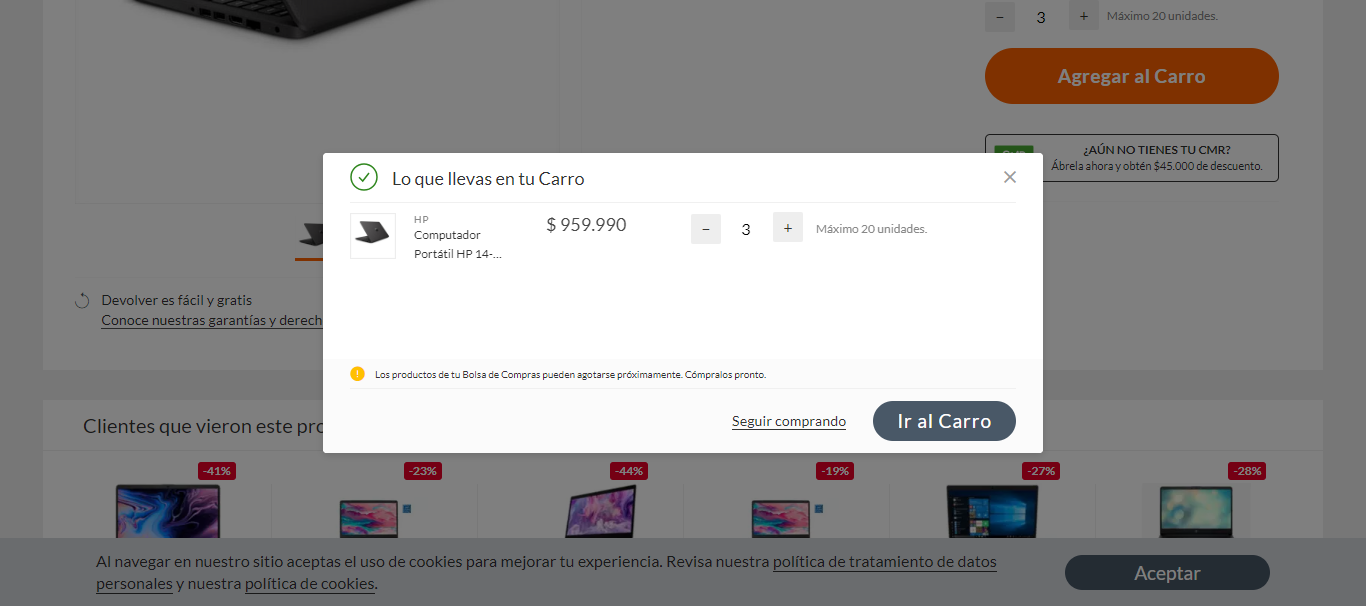 − 3 + Máximo 20 unidades.
Agregar al Carro
¿AÚN NO TIENES TU CMR?
Ábrela ahora y obtén $45.000 de descuento.
Lo que llevas en tu Carro
HP
Computador
Portátil HP 14-...
$ 959.990
− 3 + Máximo 20 unidades.
Devolver es fácil y gratis
Conoce nuestras garantías y derech
Los productos de tu Bolsa de Compras pueden agotarse próximamente. Cómpralos pronto.
Seguir comprando
Ir al Carro
Clientes que vieron este pro
-41%
-23%
-44%
-19%
-27%
-28%
Al navegar en nuestro sitio aceptas el uso de cookies para mejorar tu experiencia. Revisa nuestra política de tratamiento de datos
personales y nuestra política de cookies.
Aceptar